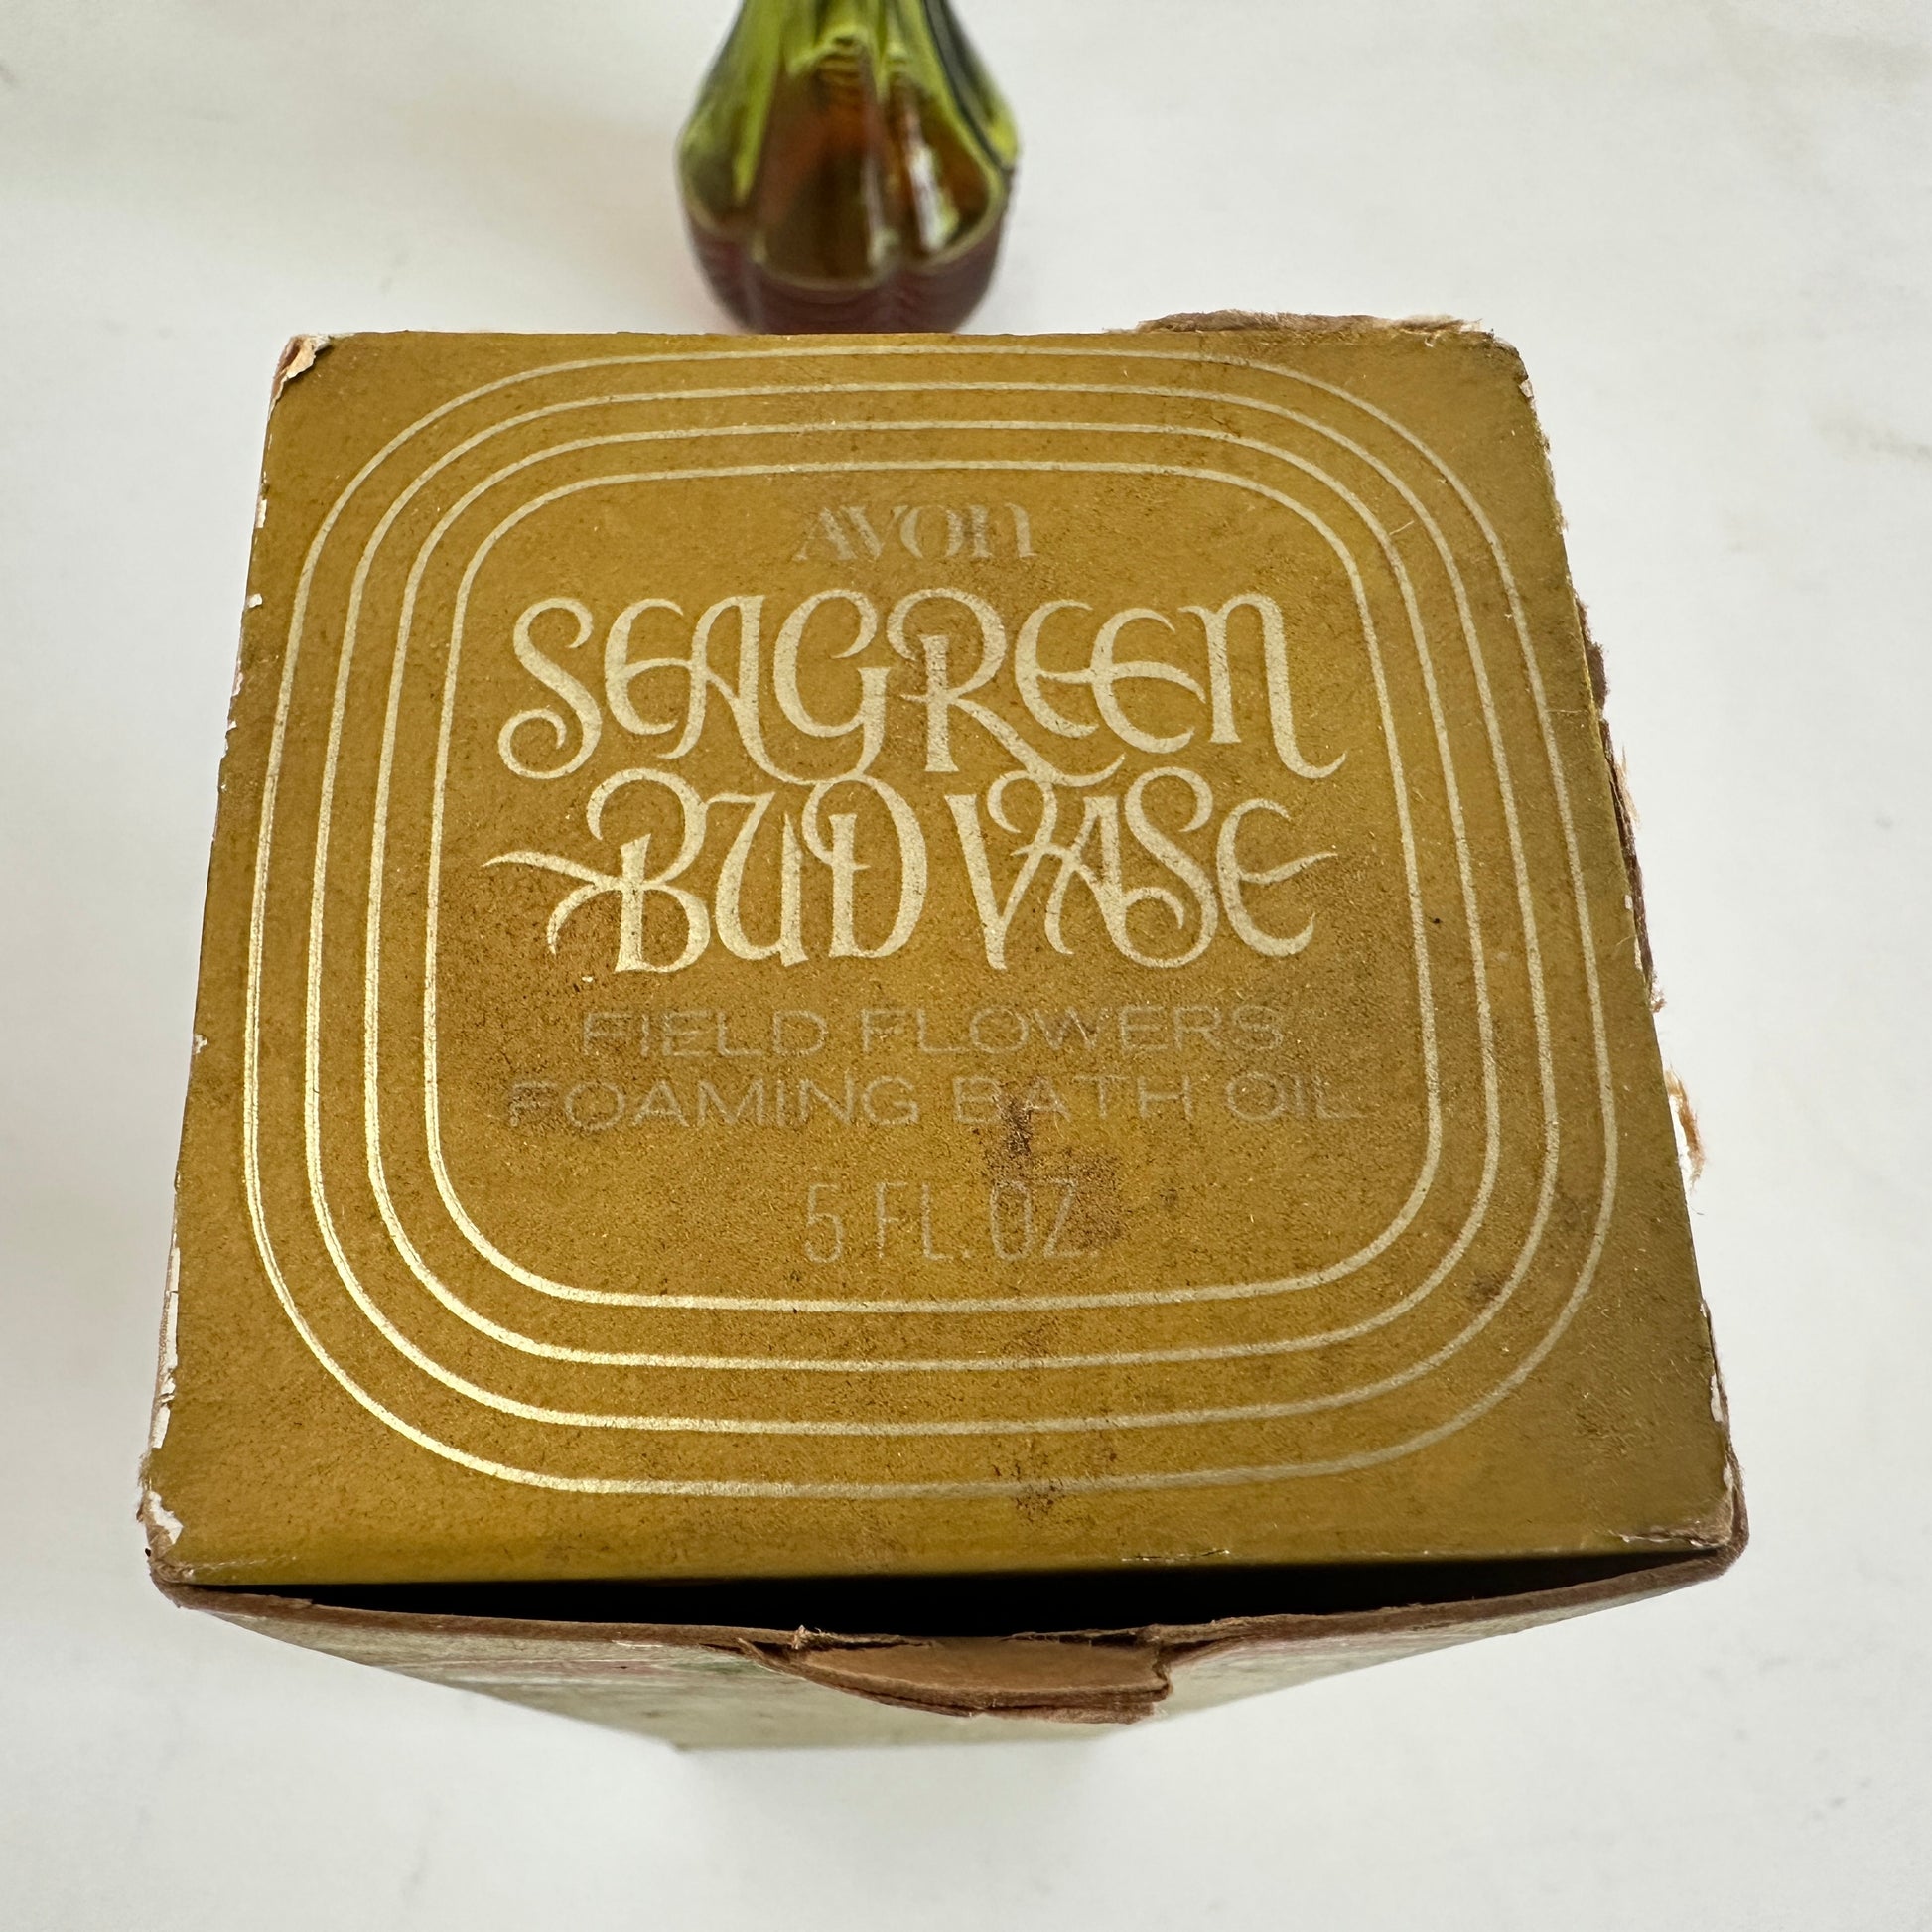 AVON
SEAGREEN
BUD VASE
FIELD FLOWERS
FOAMING BATH OIL
5 FL. OZ.